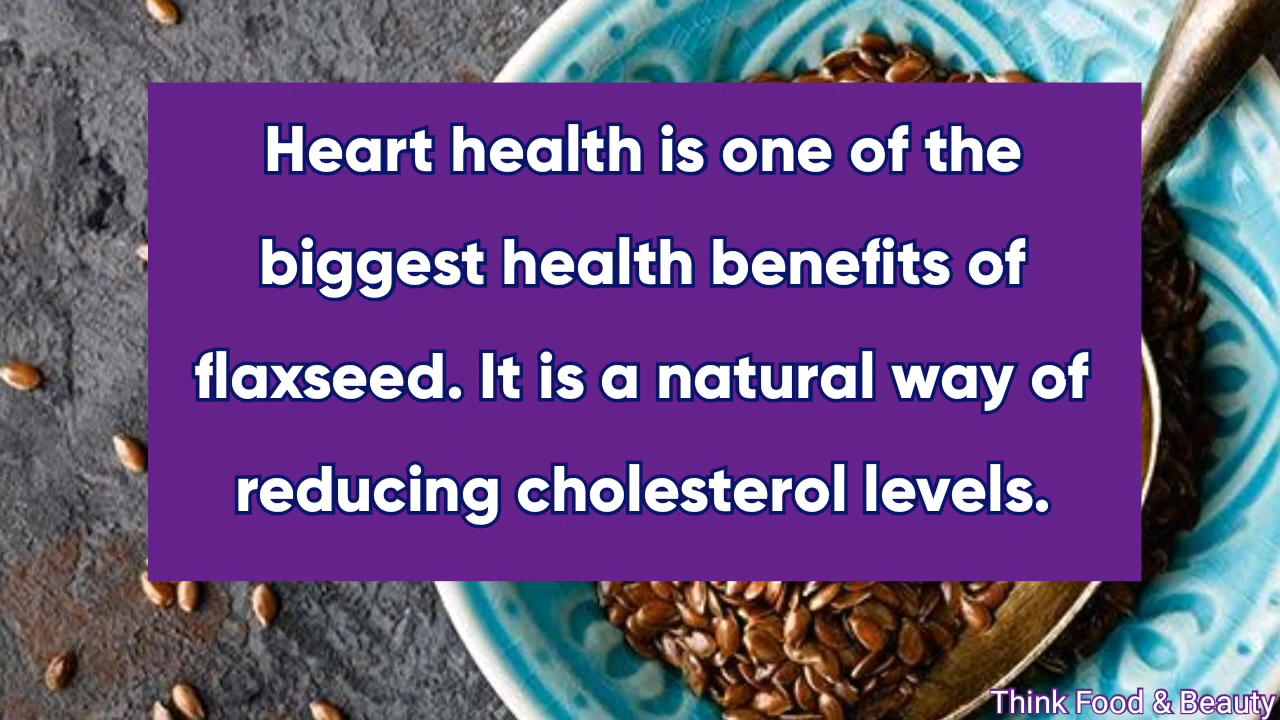 Heart health is one of the
biggest health benefits of
flaxseed. It is a natural way of
reducing cholesterol levels.
Think Food & Beauty